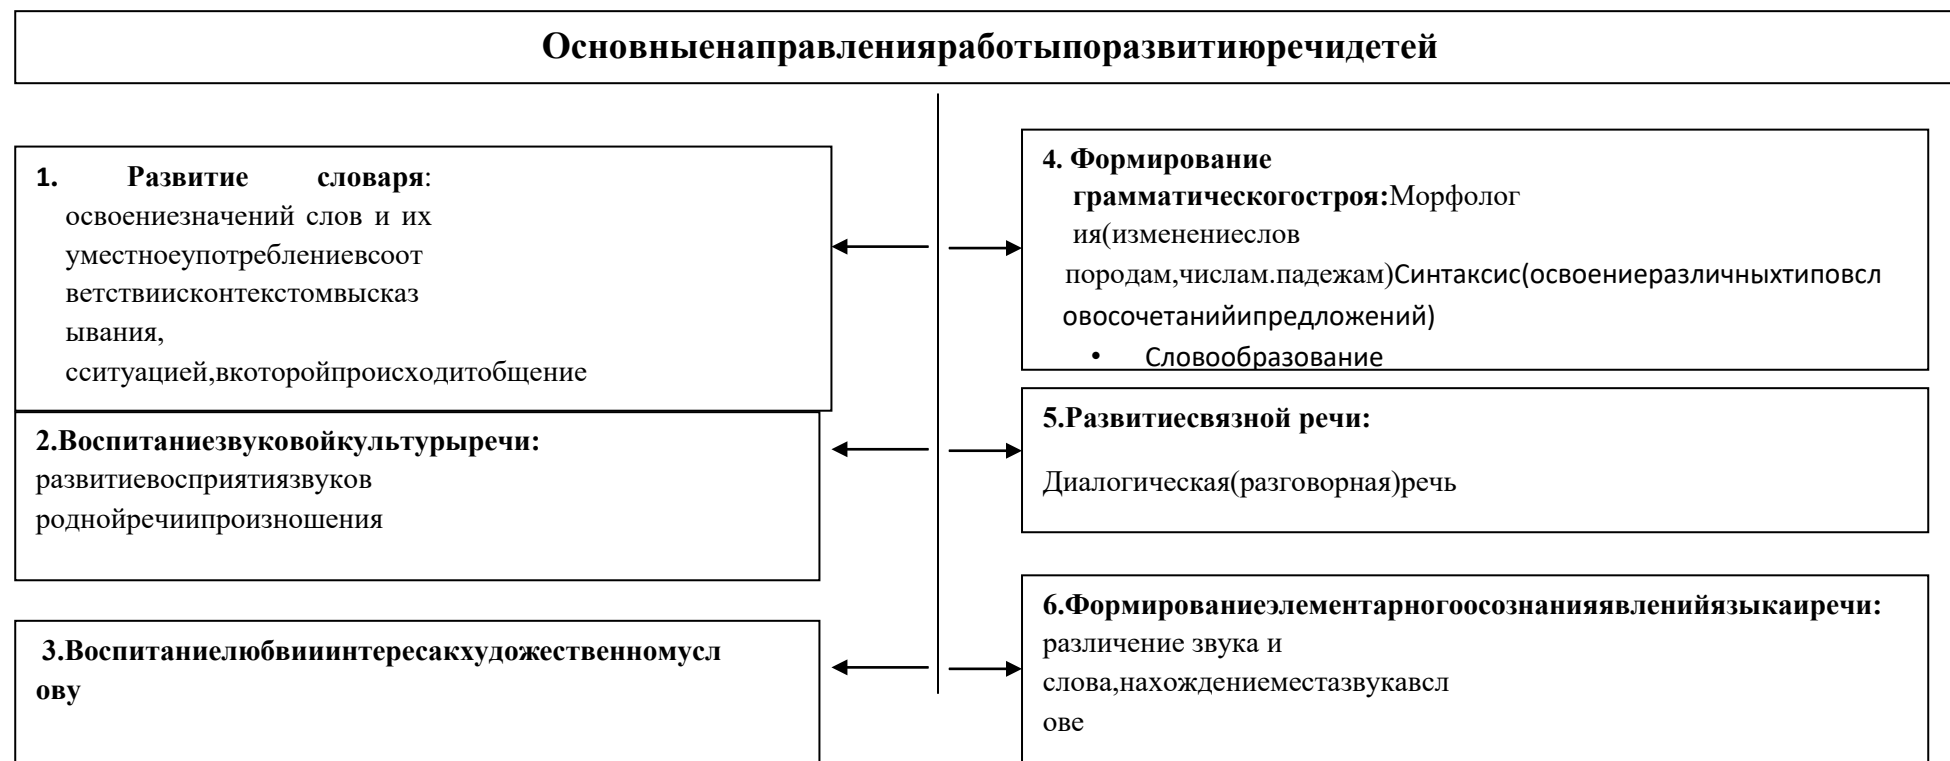 Основныенаправленияработыпоразвитиюречидетей
1. Развитие словаря:
освоениезначений слов и их
уместноеупотреблениевсоот
ветствиисконтекстомвысказ
ывания,
сситуацией,вкоторойпроисходитобщение
2.Воспитаниезвуковойкультурыречи:
развитиевосприятиязвуков
роднойречиипроизношения
3.Воспитаниелюбвииинтересакхудожественномусл
ову
4. Формирование
грамматическогостроя:Морфолог
ия(изменениеслов
породам,числам.падежам)Синтаксис(освоениеразличныхтиповсл
овосочетанийипредложений)
• Словообразование
5.Развитиесвязной речи:
Диалогическая(разговорная)речь
6.Формированиеэлементарногоосознанияявленийязыкаиречи:
различение звука и
слова,нахождениеместазвукавсл
ове